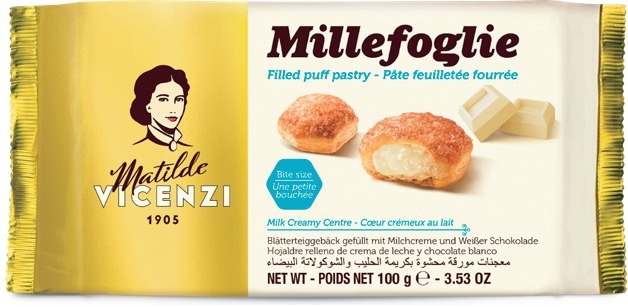 Millefoglie
Filled puff pastry - Pâte feuilletée fourrée
Matilde
VICENZI
1905
Bite size
Une petite
bouchée
Milk Creamy Centre - Cœur crémeux au lait
Blätterteiggebäck gefüllt mit Milchcreme und Weißer Schokolade
Hojaldre relleno de crema de leche y chocolate blanco
معجنات مورقة محشوة بكريمة الحليب والشوكولاتة البيضاء
NET WT - POIDS NET 100 g ℮ - 3.53 OZ